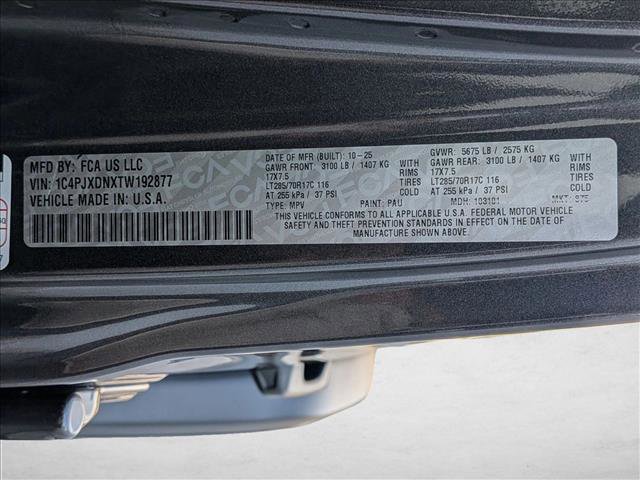 MFD BY: FCA US LLC
VIN: 1C4PJXDNXTW192877
VEHICLE MADE IN: U.S.A.
DATE OF MFR (BUILT): 10-25
GAWR FRONT: 3100 LB / 1407 KG WITH
17X7.5 RIMS
LT285/70R17C 116 TIRES
AT 255 kPa / 37 PSI COLD
TYPE: MPV PAINT: PAU
GVWR: 5675 LB / 2575 KG
GAWR REAR: 3100 LB / 1407 KG WITH
17X7.5 RIMS
LT285/70R17C 116 TIRES
AT 255 kPa / 37 PSI COLD
MDH: 103101 MKT: 975
THIS VEHICLE CONFORMS TO ALL APPLICABLE U.S.A. FEDERAL MOTOR VEHICLE
SAFETY AND THEFT PREVENTION STANDARDS IN EFFECT ON THE DATE OF
MANUFACTURE SHOWN ABOVE.